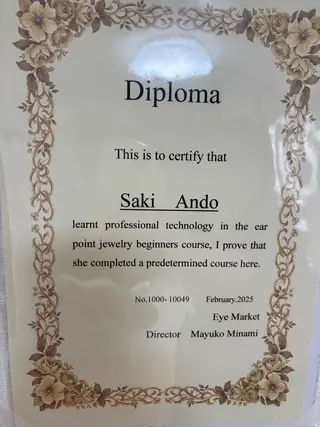 Diploma
This is to certify that
Saki Ando
learnt professional technology in the ear
point jewelry beginners course, I prove that
she completed a predetermined course here.
No.1000-10049 February.2025
Eye Market
Director Mayuko Minami